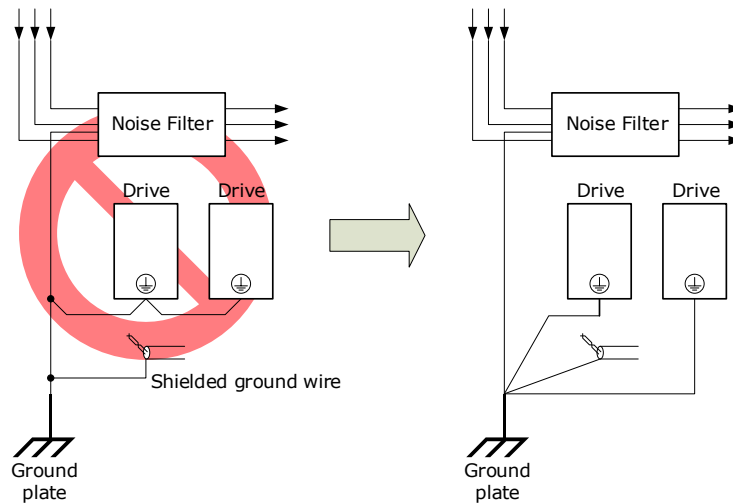 Noise Filter
Drive
Drive
Shielded ground wire
Ground
plate
Noise Filter
Drive
Drive
Ground
plate